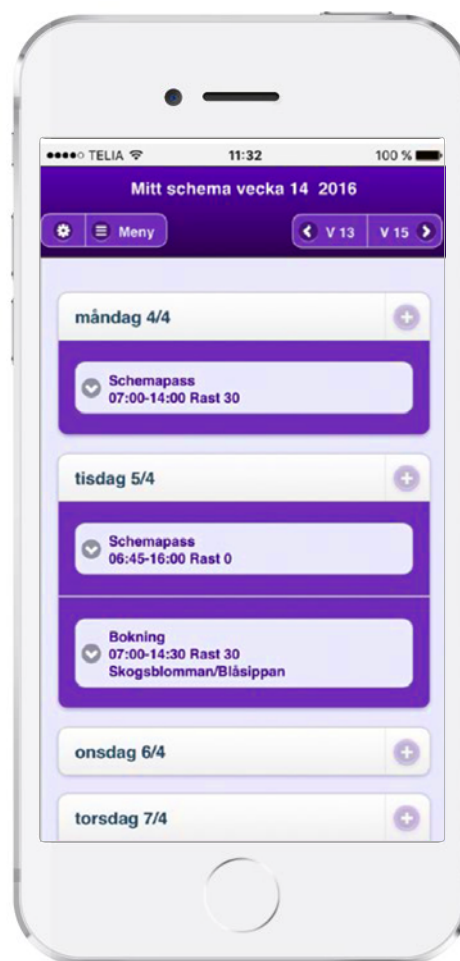 TELIA 11:32 100 %
Mitt schema vecka 14 2016
Meny V 13 V 15
måndag 4/4
Schemapass
07:00-14:00 Rast 30
tisdag 5/4
Schemapass
06:45-16:00 Rast 0
Bokning
07:00-14:30 Rast 30
Skogsblomman/Blåsippan
onsdag 6/4
torsdag 7/4